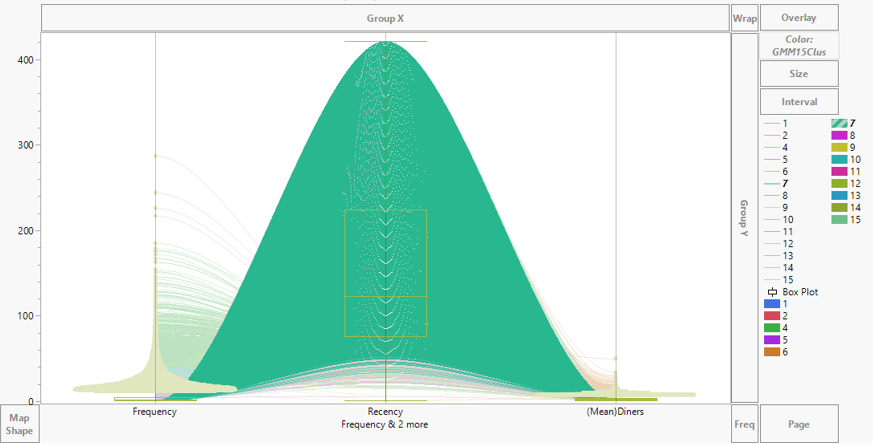 Group X
Wrap
Overlay
Color:
GMM15Clus
Size
Interval
400
300
200
100
0
Group Y
1
2
4
5
6
7
8
9
10
11
12
13
14
15
Box Plot
1
2
4
5
6
7
8
9
10
11
12
13
14
15
Frequency
Recency
(Mean)Diners
Frequency & 2 more
Map
Shape
Freq
Page